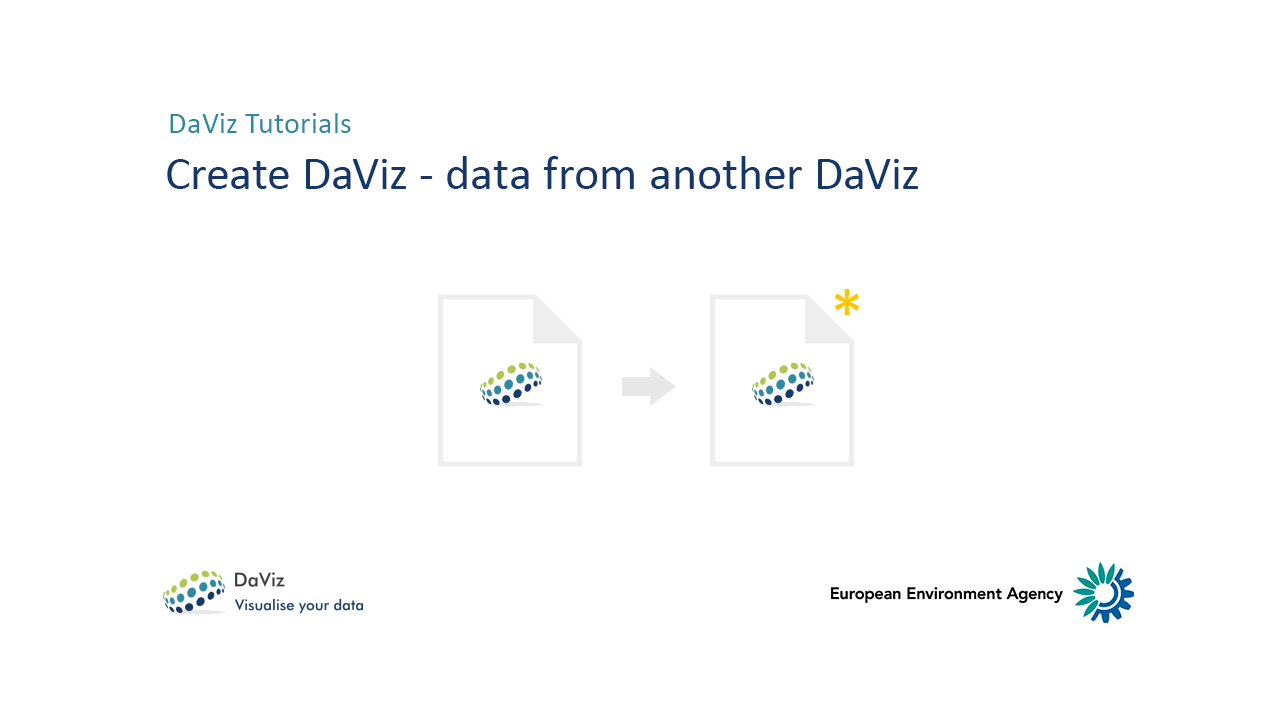 DaViz Tutorials
Create DaViz - data from another DaViz
*
DaViz
Visualise your data
European Environment Agency